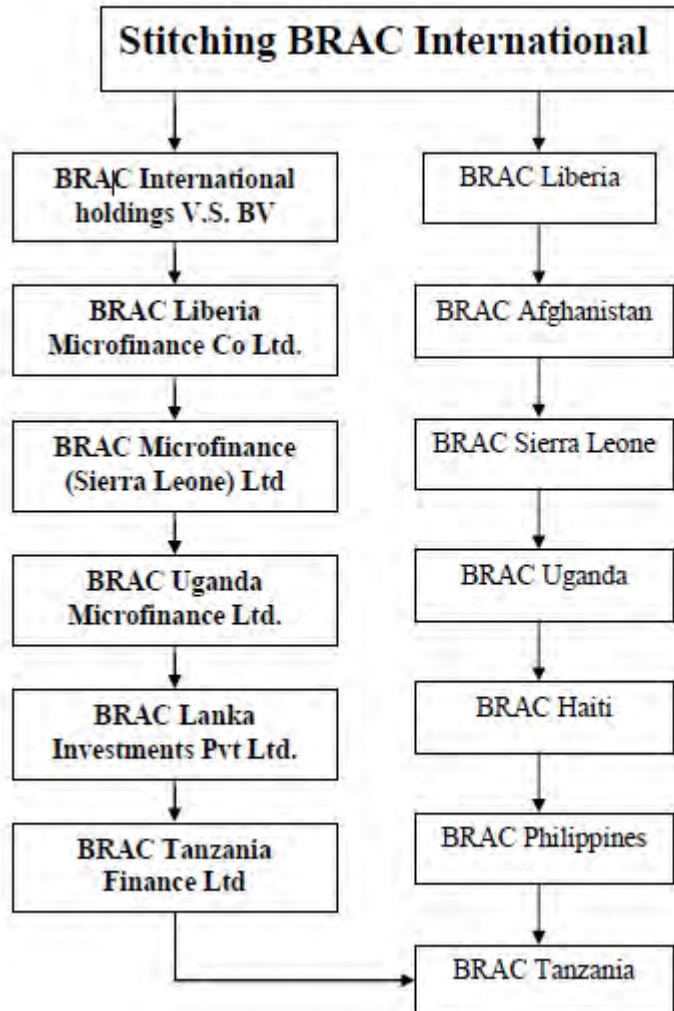 Stitching BRAC International
BRAC International
holdings V.S. BV
BRAC Liberia
Microfinance Co Ltd.
BRAC Microfinance
(Sierra Leone) Ltd
BRAC Uganda
Microfinance Ltd.
BRAC Lanka
Investments Pvt Ltd.
BRAC Tanzania
Finance Ltd
BRAC Liberia
BRAC Afghanistan
BRAC Sierra Leone
BRAC Uganda
BRAC Haiti
BRAC Philippines
BRAC Tanzania